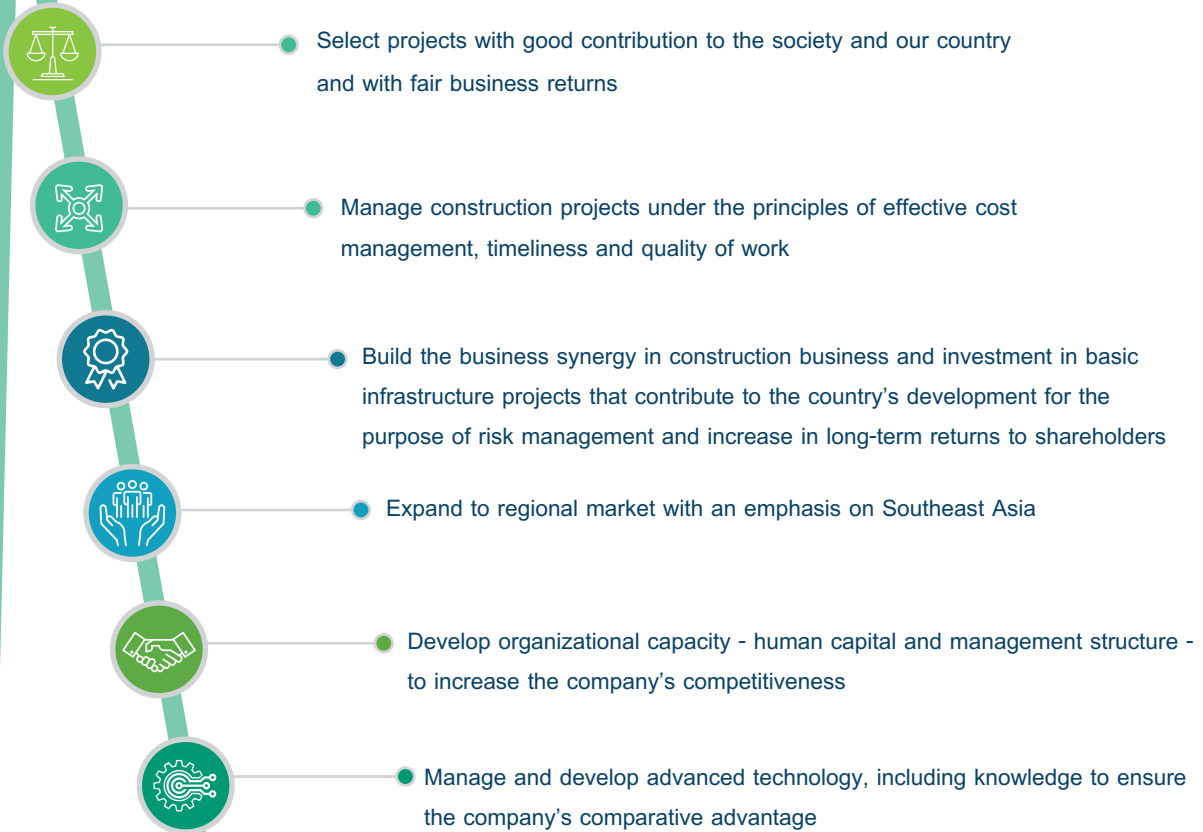 Select projects with good contribution to the society and our country
and with fair business returns
Manage construction projects under the principles of effective cost
management, timeliness and quality of work
Build the business synergy in construction business and investment in basic
infrastructure projects that contribute to the country’s development for the
purpose of risk management and increase in long-term returns to shareholders
Expand to regional market with an emphasis on Southeast Asia
Develop organizational capacity - human capital and management structure -
to increase the company’s competitiveness
Manage and develop advanced technology, including knowledge to ensure
the company’s comparative advantage